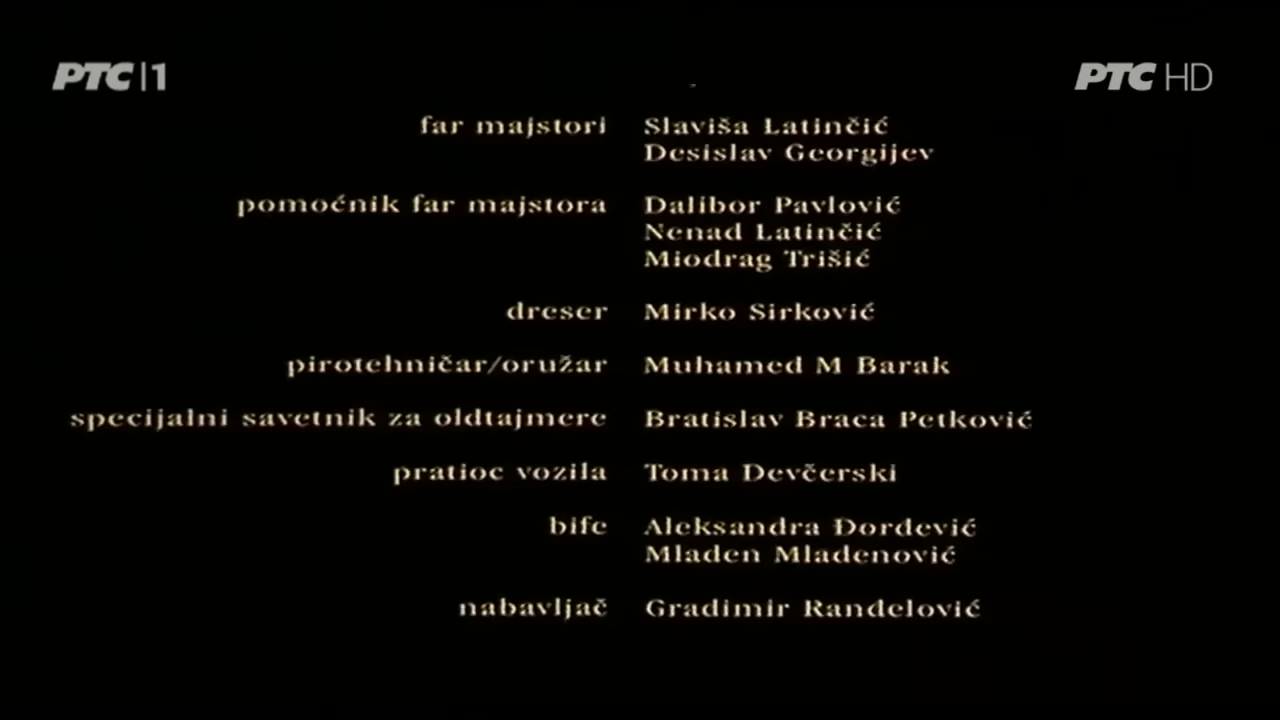 РТС|1
РТС HD
far majstori Slaviša Latinčić
Desislav Georgijev
pomoćnik far majstora Dalibor Pavlović
Nenad Latinčić
Miodrag Trišić
dreser Mirko Sirković
pirotehničar/oružar Muhamed M Barak
specijalni savetnik za oldtajmere Bratislav Braca Petković
pratioc vozila Toma Devčerski
bife Aleksandra Đorđević
Mladen Mladenović
nabavljač Gradimir Ranđelović